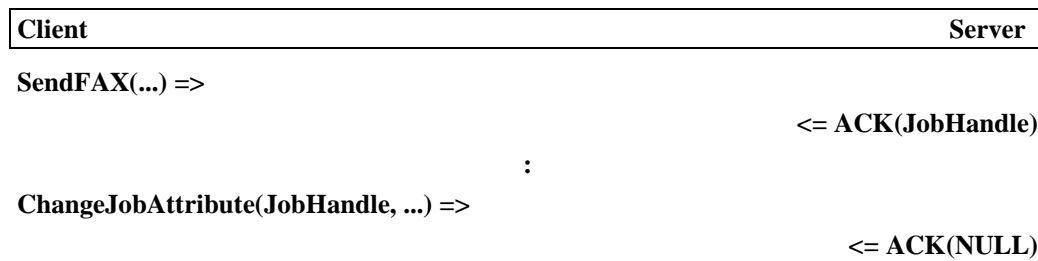 Client Server
SendFAX(...) =>
<= ACK(JobHandle)
:
ChangeJobAttribute(JobHandle, ...) =>
<= ACK(NULL)